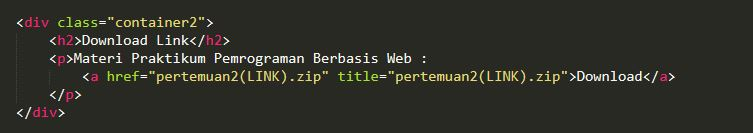 <div class="container2">
<h2>Download Link</h2>
<p>Materi Praktikum Pemrograman Berbasis Web :
<a href="pertemuan2(LINK).zip" title="pertemuan2(LINK).zip">Download</a>
</p>
</div>